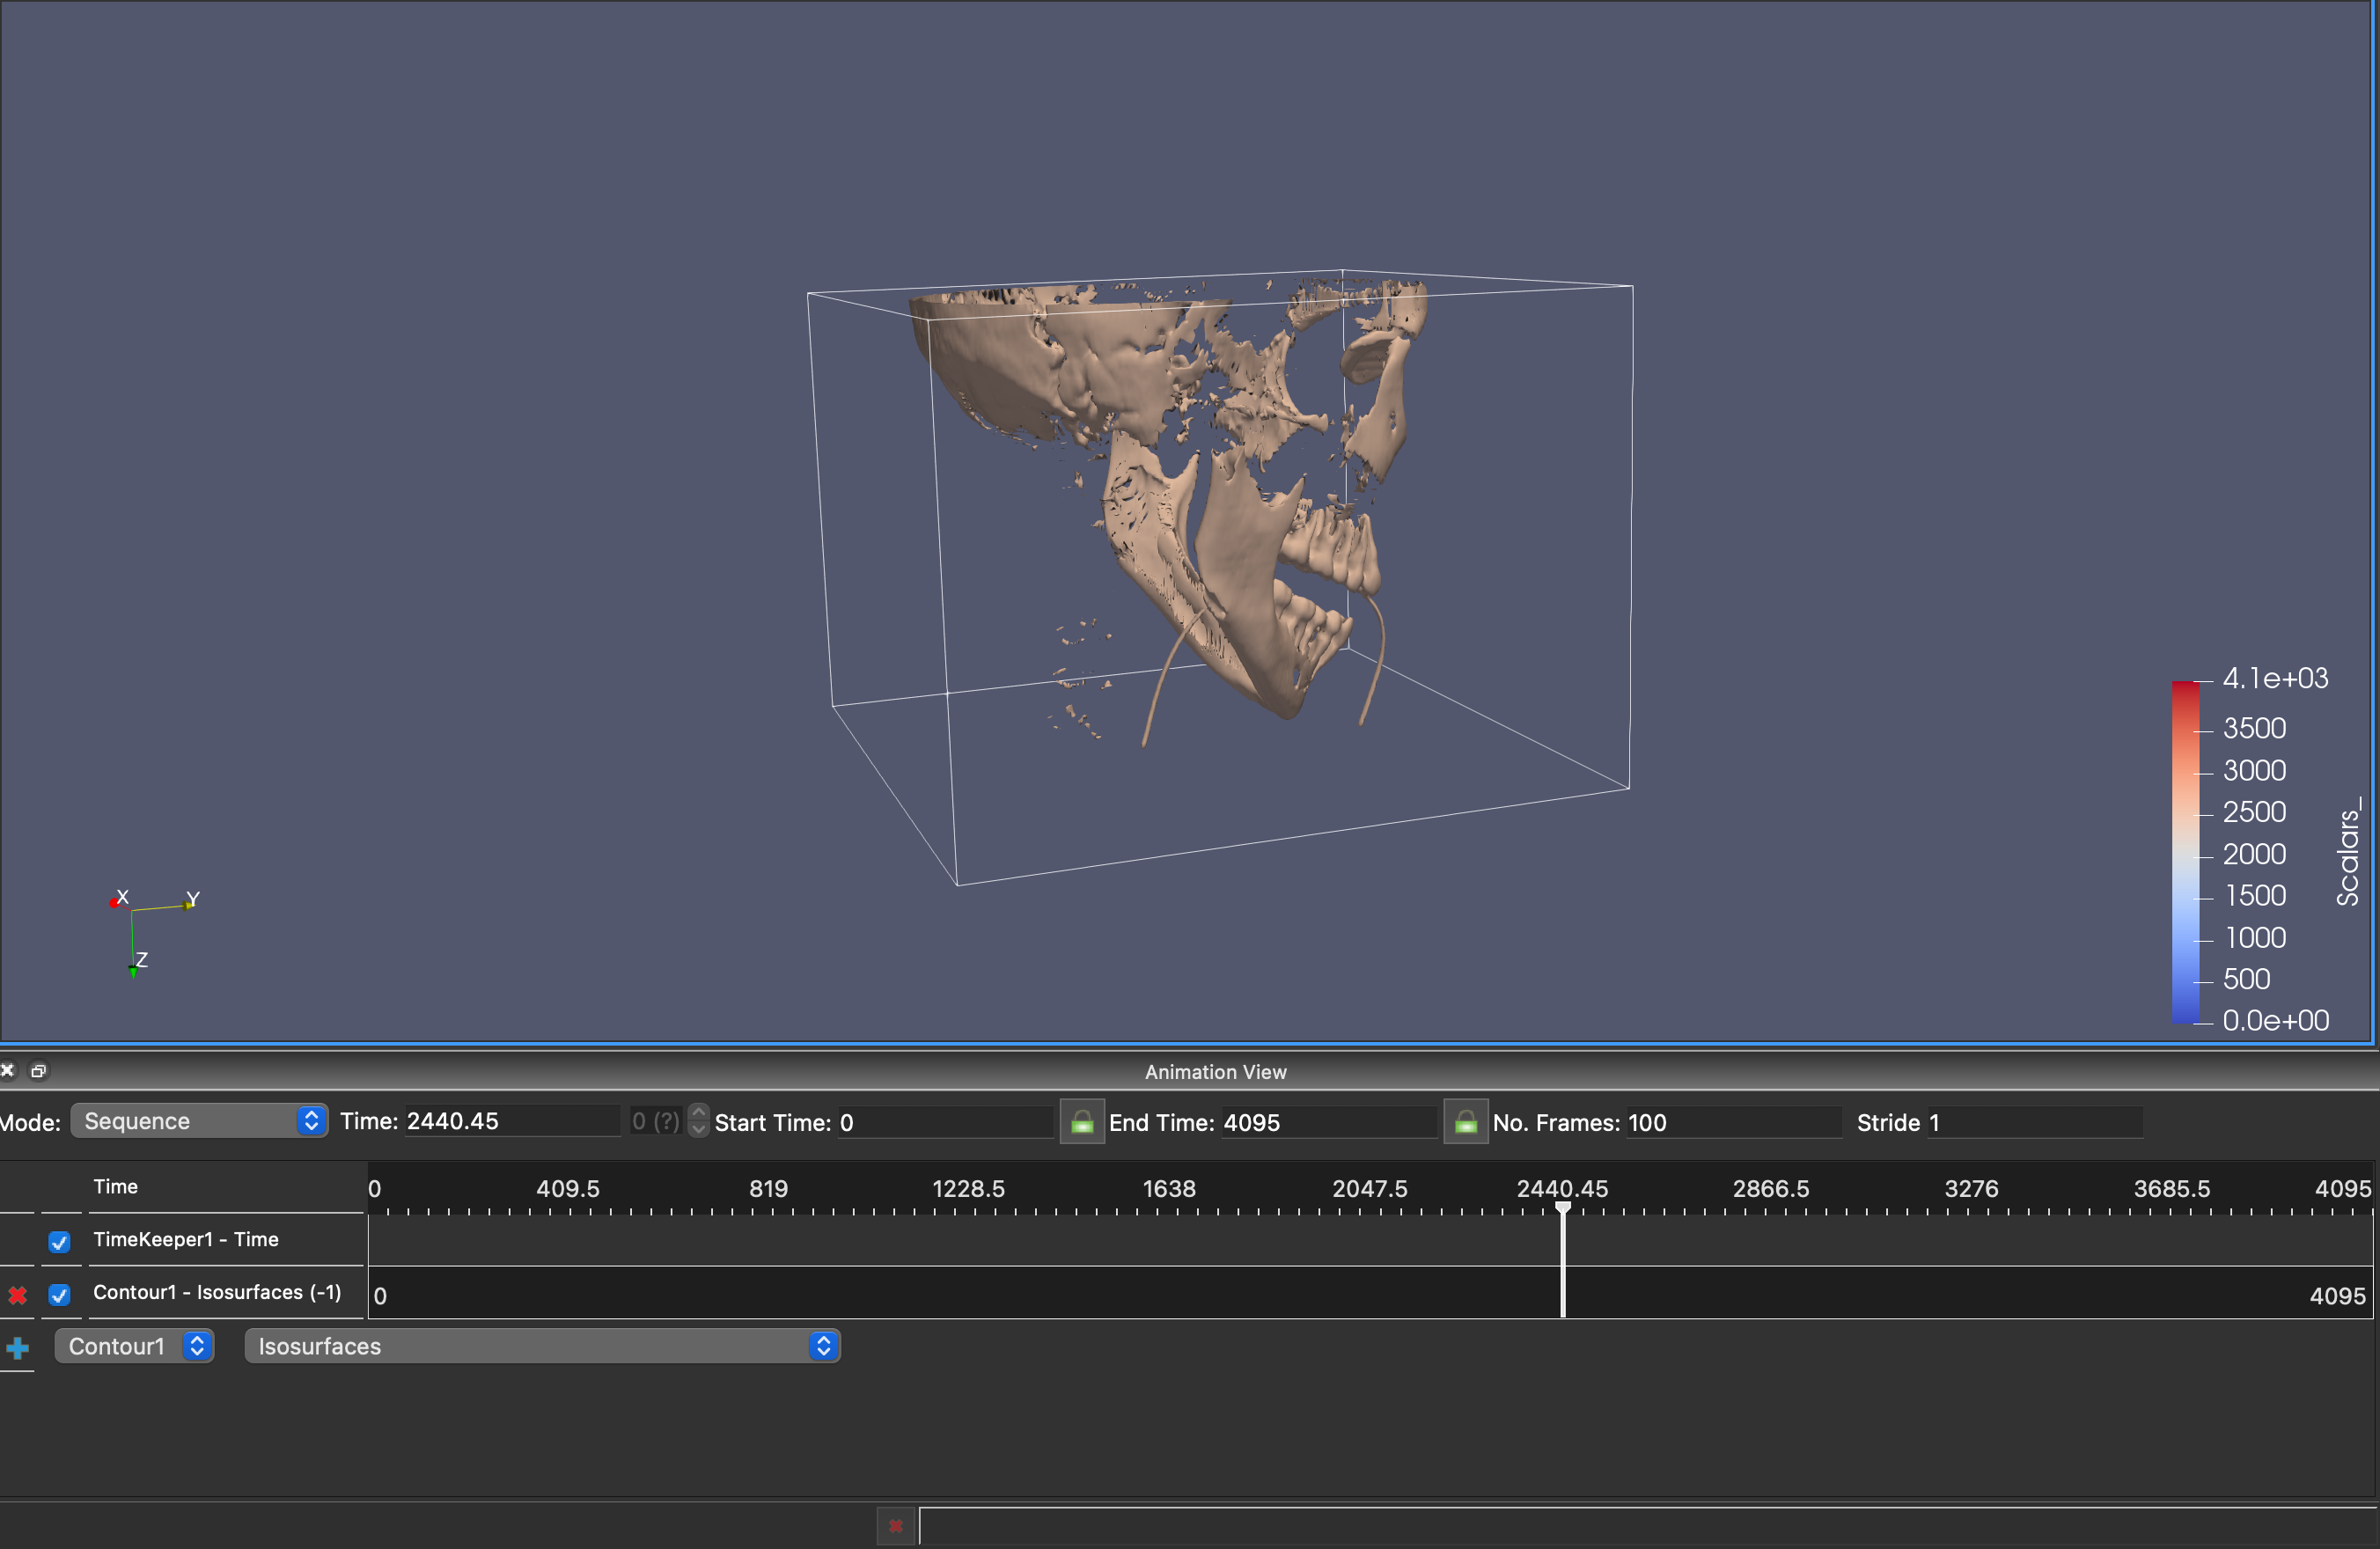 X
Y
Z
4.1e+03
3500
3000
2500
2000
1500
1000
500
0.0e+00
Scalars_
Animation View
Mode: Sequence Time: 2440.45 0 (?) Start Time: 0 End Time: 4095 No. Frames: 100 Stride 1
Time 0 409.5 819 1228.5 1638 2047.5 2440.45 2866.5 3276 3685.5 4095
TimeKeeper1 - Time
Contour1 - Isosurfaces (-1) 0 4095
Contour1 Isosurfaces